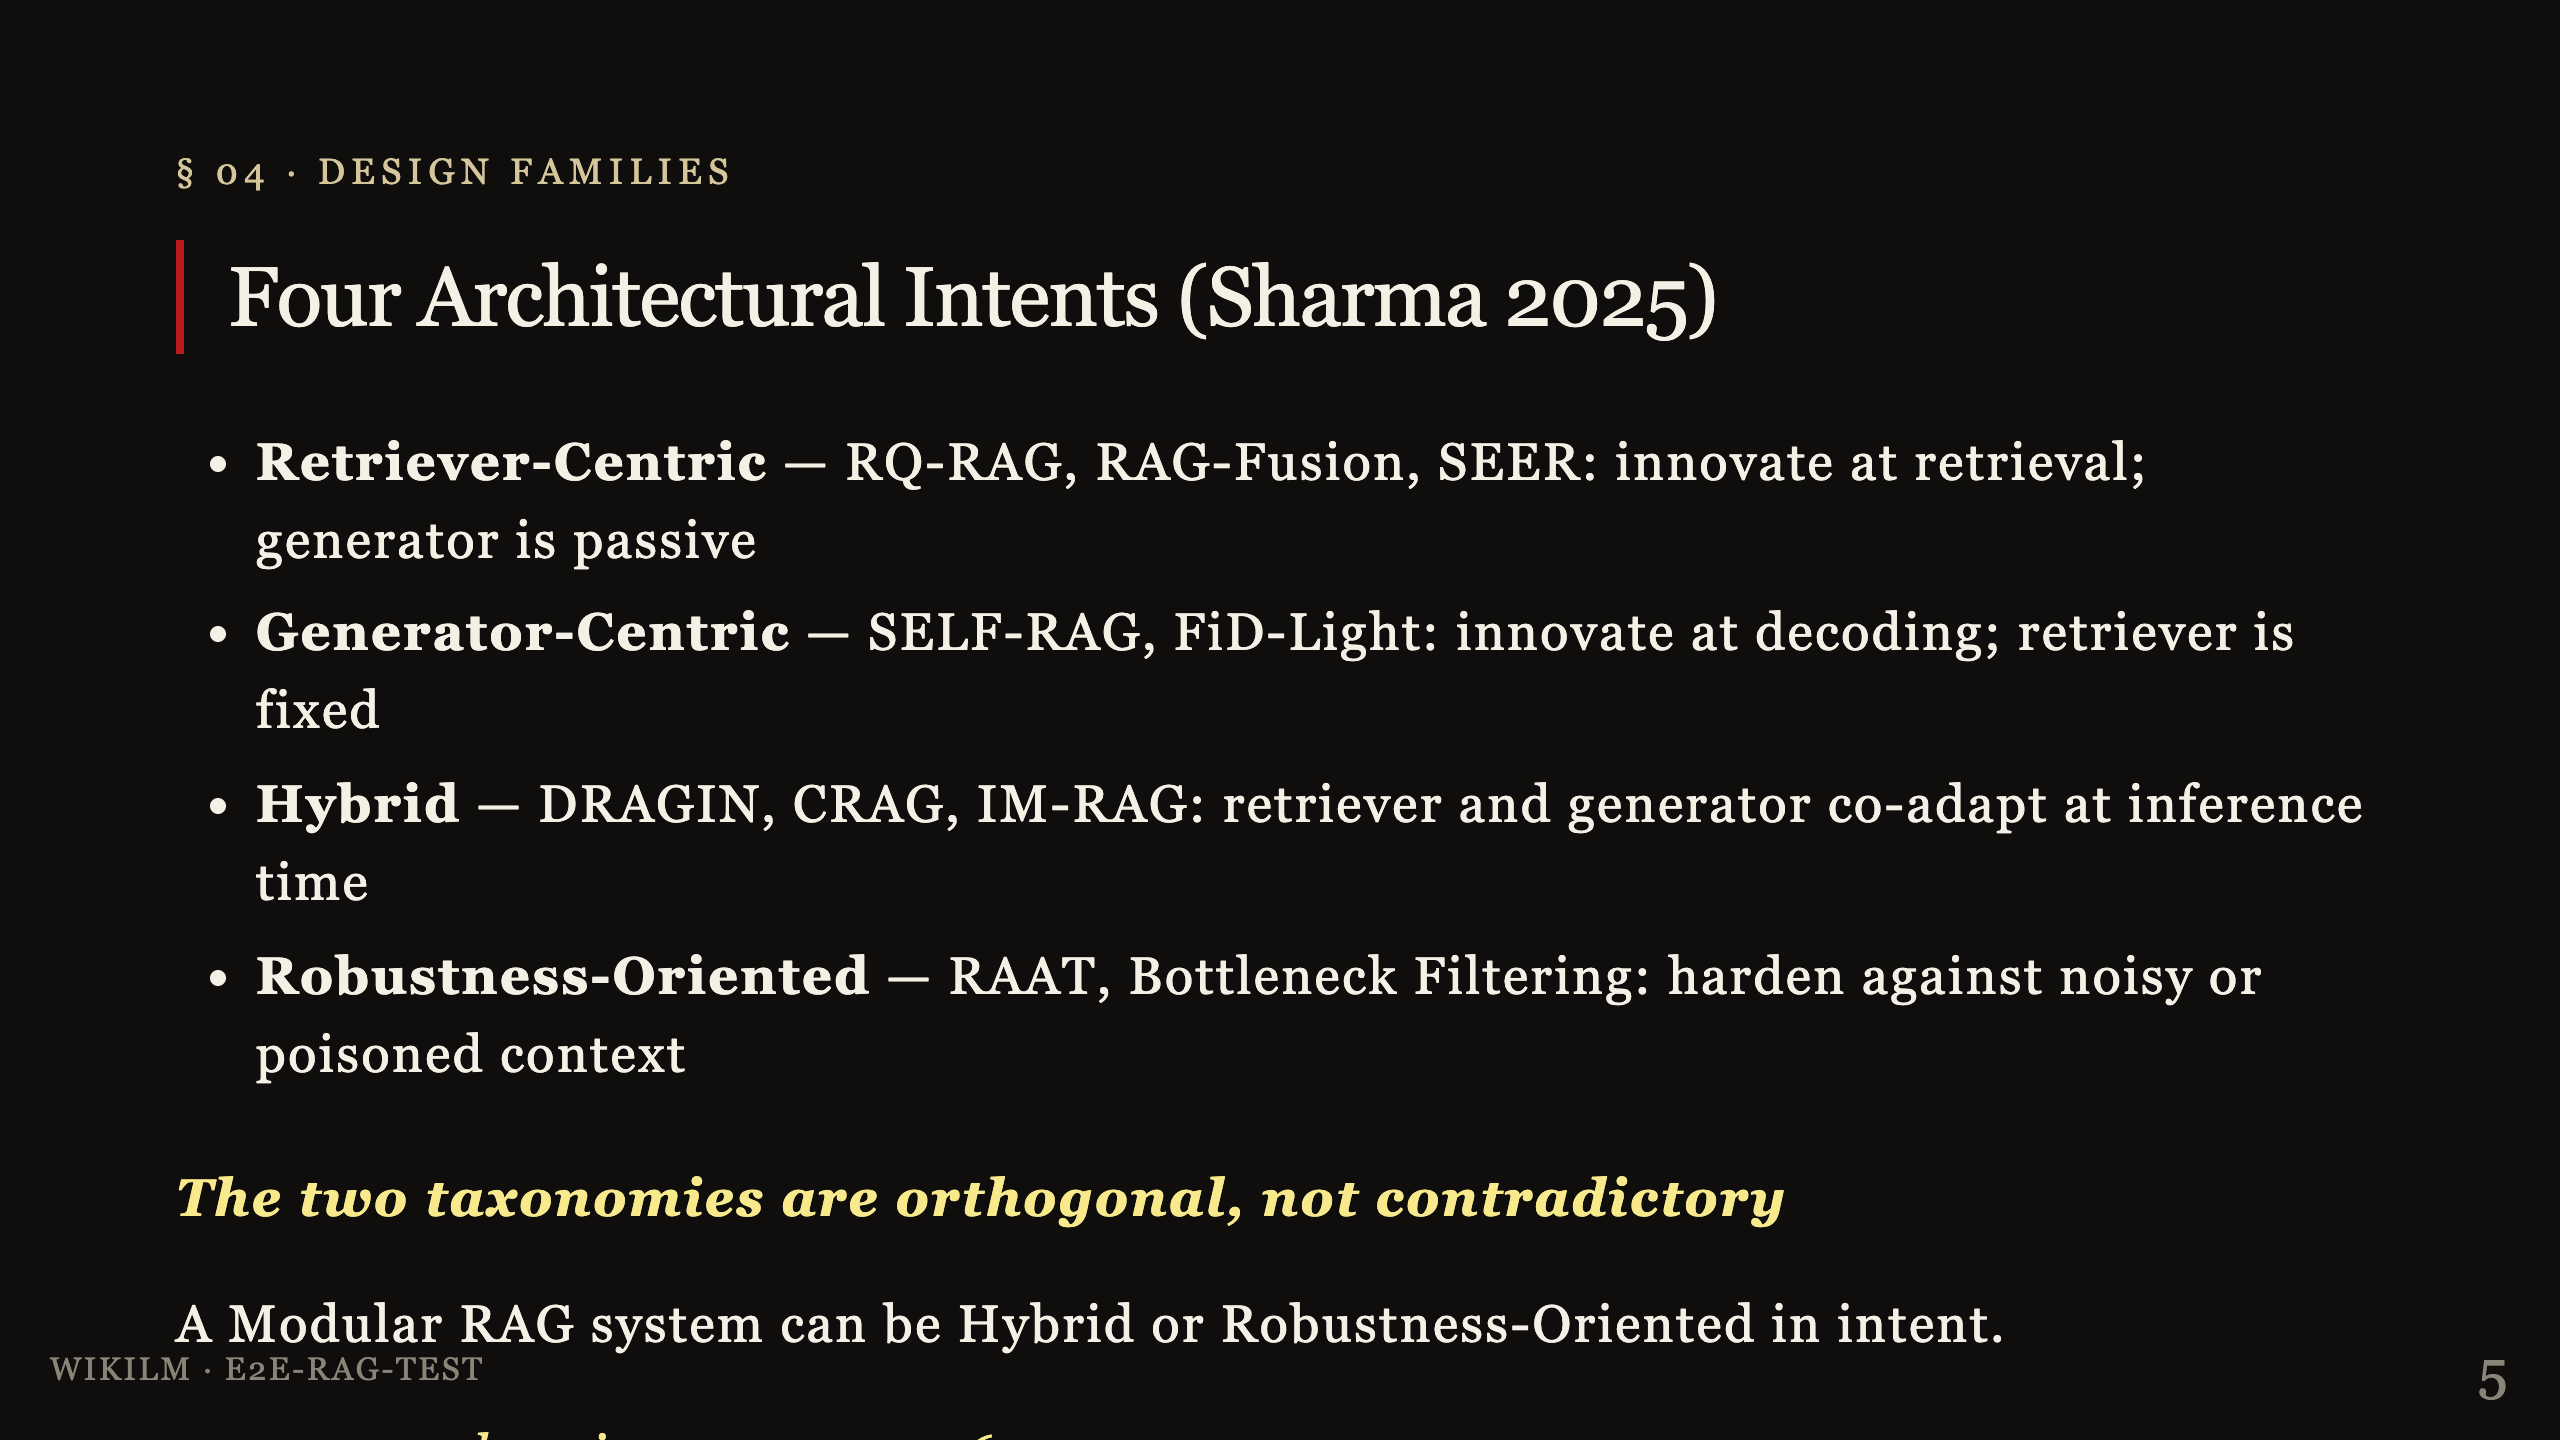 § 04 · DESIGN FAMILIES
Four Architectural Intents (Sharma 2025)
• Retriever-Centric — RQ-RAG, RAG-Fusion, SEER: innovate at retrieval;
generator is passive
• Generator-Centric — SELF-RAG, FiD-Light: innovate at decoding; retriever is
fixed
• Hybrid — DRAGIN, CRAG, IM-RAG: retriever and generator co-adapt at inference
time
• Robustness-Oriented — RAAT, Bottleneck Filtering: harden against noisy or
poisoned context
The two taxonomies are orthogonal, not contradictory
A Modular RAG system can be Hybrid or Robustness-Oriented in intent.
WIKILM · E2E-RAG-TEST
5